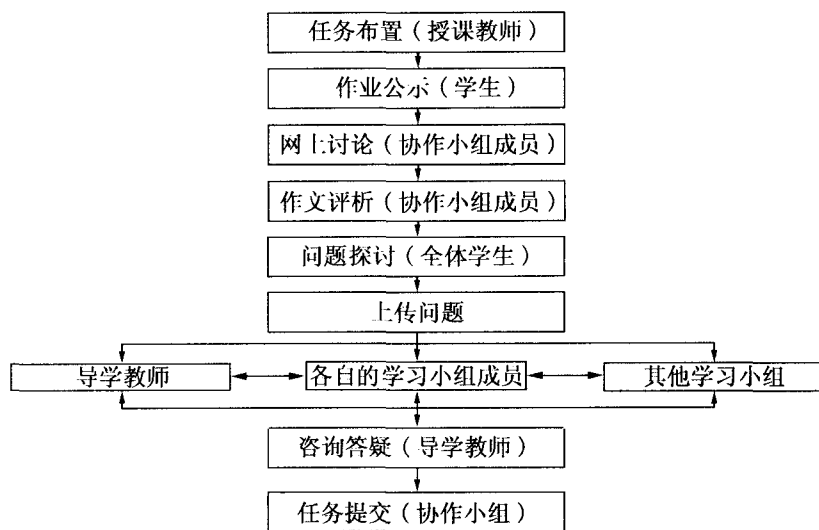 任务布置(授课教师)
作业公示(学生)
网上讨论(协作小组成员)
作文评析(协作小组成员)
问题探讨(全体学生)
上传问题
导学教师 各白的学习小组成员 其他学习小组
咨询答疑(导学教师)
任务提交(协作小组)